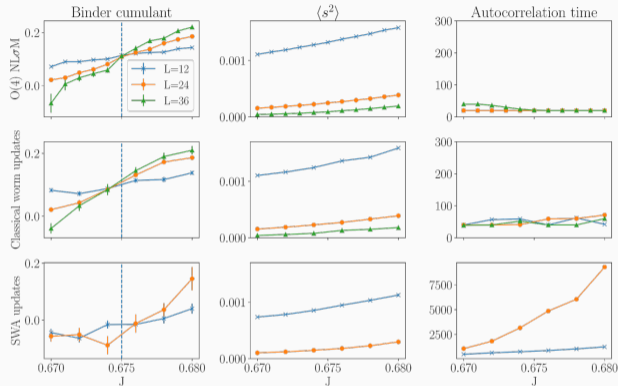 Binder cumulant
⟨s²⟩
Autocorrelation time
O(4) NLσM
0.2
0.0
L=12
L=24
L=36
0.001
0.000
300
200
100
0
Classical worm updates
0.2
0.0
0.001
0.000
300
200
100
0
SWA updates
0.2
0.0
0.001
0.000
7500
5000
2500
0.670 0.675 0.680
0.670 0.675 0.680
0.670 0.675 0.680
J
J
J